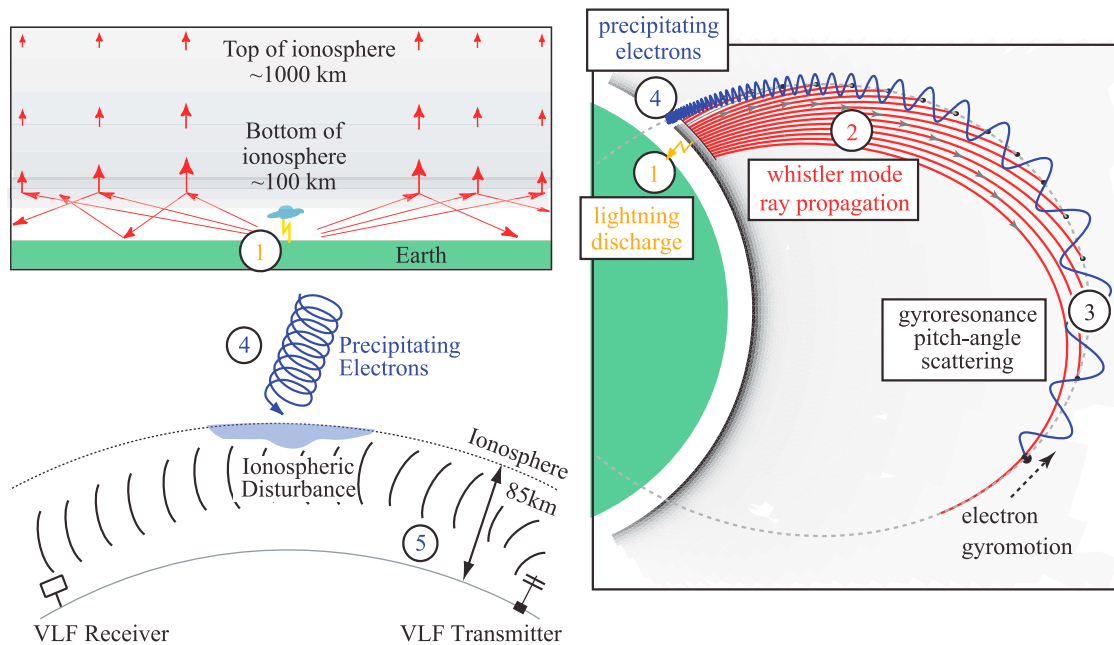 Top of ionosphere
~1000 km
Bottom of
ionosphere
~100 km
1
Earth
4
Precipitating
Electrons
Ionosphere
Ionospheric
Disturbance
85km
5
VLF Receiver
VLF Transmitter
precipitating
electrons
4
2
1
whistler mode
ray propagation
lightning
discharge
3
gyroresonance
pitch-angle
scattering
electron
gyromotion